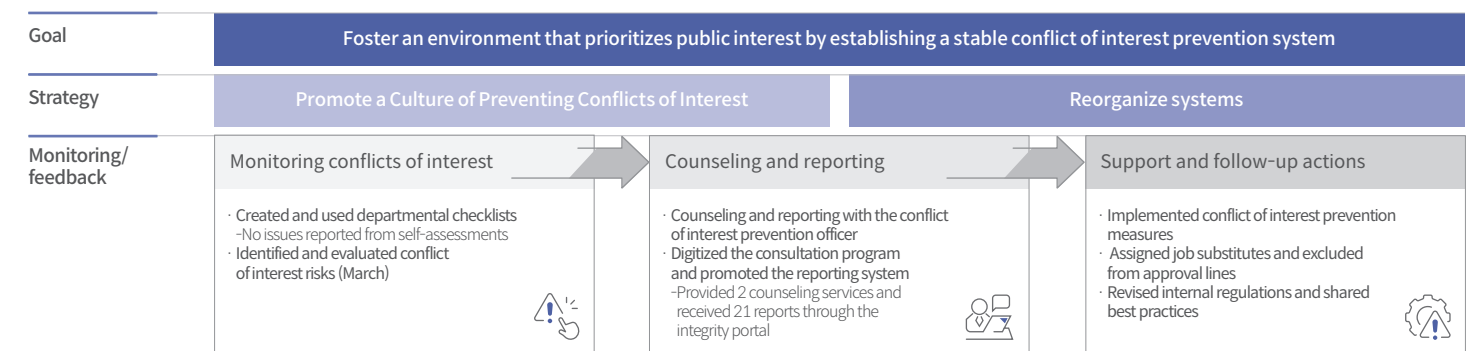 Goal
Foster an environment that prioritizes public interest by establishing a stable conflict of interest prevention system
Strategy
Promote a Culture of Preventing Conflicts of Interest
Reorganize systems
Monitoring/
feedback
Monitoring conflicts of interest
· Created and used departmental checklists
-No issues reported from self-assessments
· Identified and evaluated conflict
of interest risks (March)
Counseling and reporting
· Counseling and reporting with the conflict
of interest prevention officer
· Digitized the consultation program
and promoted the reporting system
-Provided 2 counseling services and
received 21 reports through the
integrity portal
Support and follow-up actions
· Implemented conflict of interest prevention
measures
· Assigned job substitutes and excluded
from approval lines
· Revised internal regulations and shared
best practices